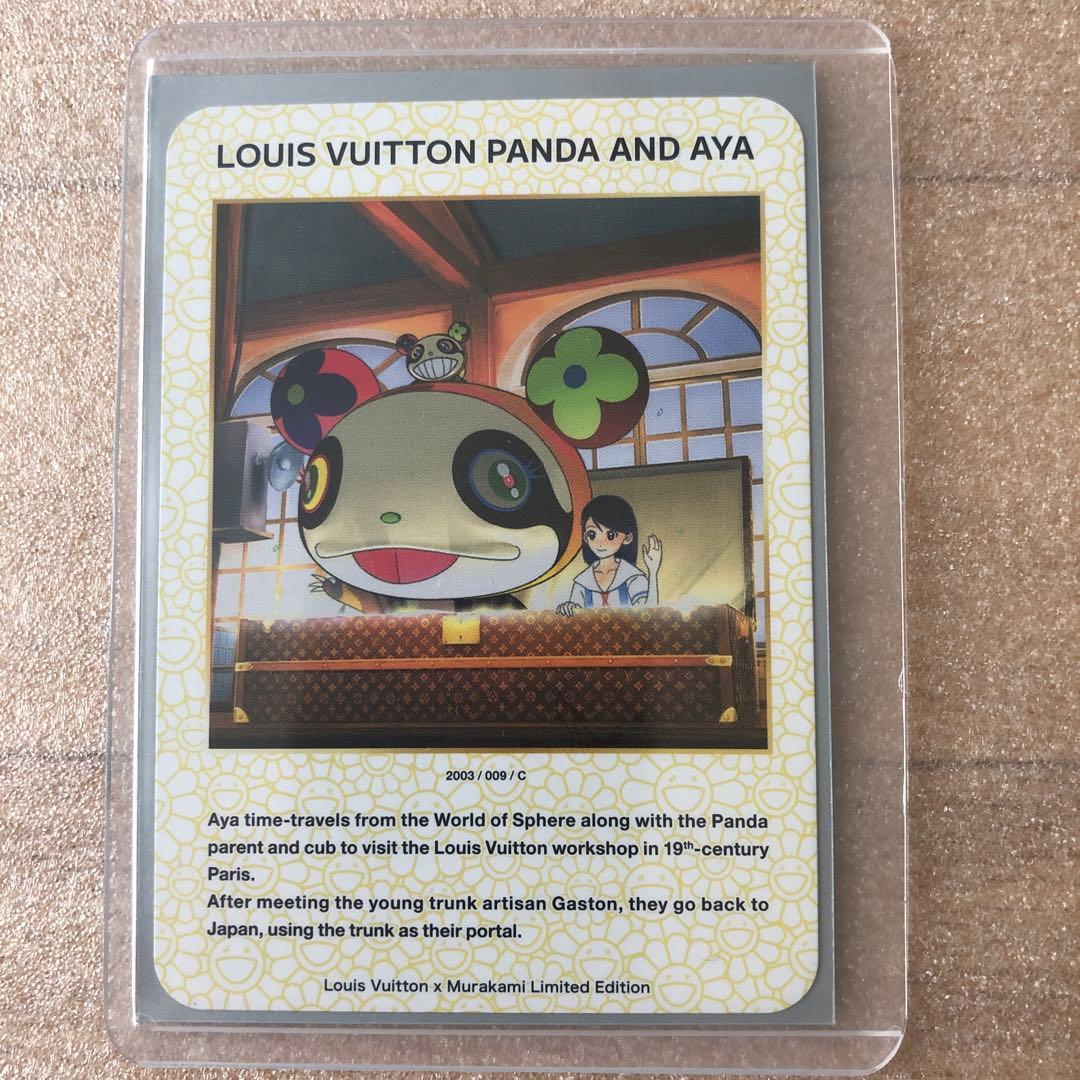 LOUIS VUITTON PANDA AND AYA
2003 / 009 / C
Aya time-travels from the World of Sphere along with the Panda
parent and cub to visit the Louis Vuitton workshop in 19th-century
Paris.
After meeting the young trunk artisan Gaston, they go back to
Japan, using the trunk as their portal.
Louis Vuitton x Murakami Limited Edition